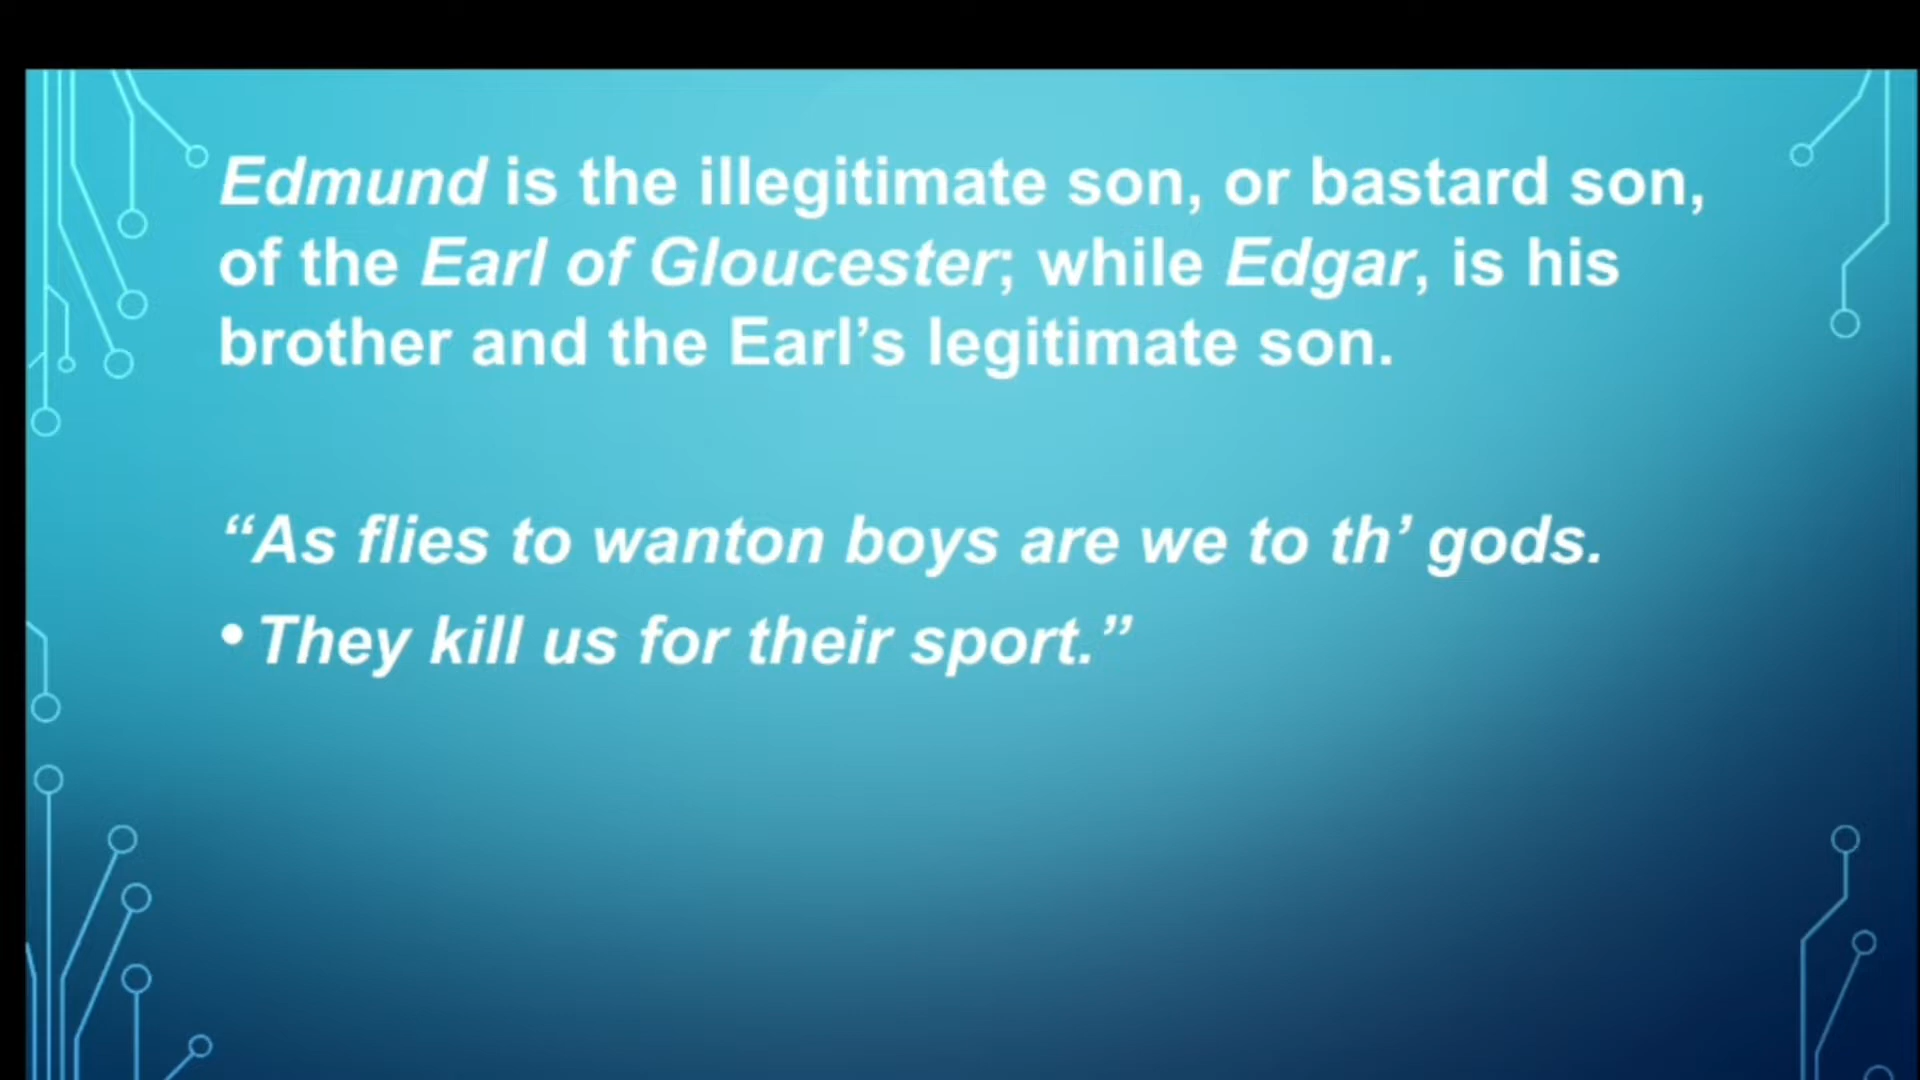 Edmund is the illegitimate son, or bastard son,
of the Earl of Gloucester; while Edgar, is his
brother and the Earl’s legitimate son.
“As flies to wanton boys are we to th’ gods.
• They kill us for their sport.”